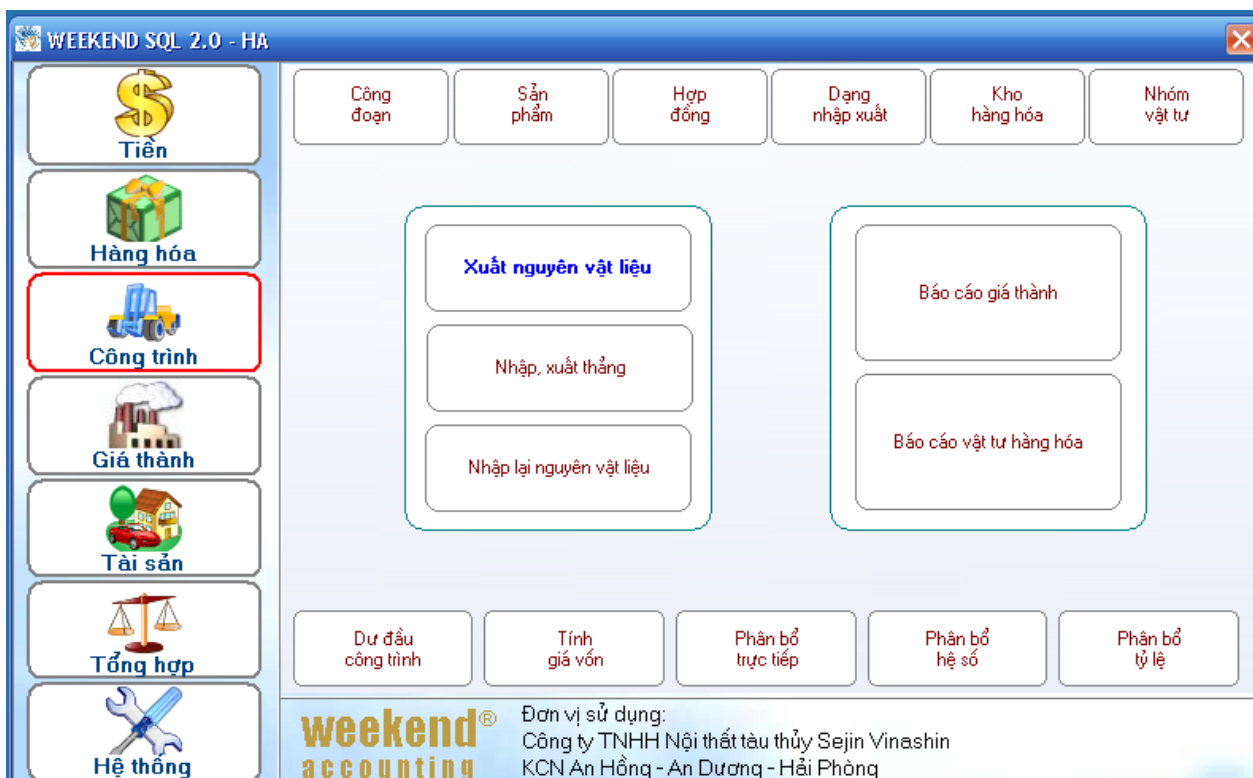 WEEKEND SQL 2.0 - HA
Tiền
Hàng hóa
Công trình
Giá thành
Tài sản
Tổng hợp
Hệ thống
Công
đoạn
Sản
phẩm
Hợp
đồng
Dạng
nhập xuất
Kho
hàng hóa
Nhóm
vật tư
Xuất nguyên vật liệu
Nhập, xuất thẳng
Nhập lại nguyên vật liệu
Báo cáo giá thành
Báo cáo vật tư hàng hóa
Dư đầu
công trình
Tính
giá vốn
Phân bổ
trực tiếp
Phân bổ
hệ số
Phân bổ
tỷ lệ
weekend®
accounting
Đơn vị sử dụng:
Công ty TNHH Nội thất tàu thủy Sejin Vinashin
KCN An Hồng - An Dương - Hải Phòng